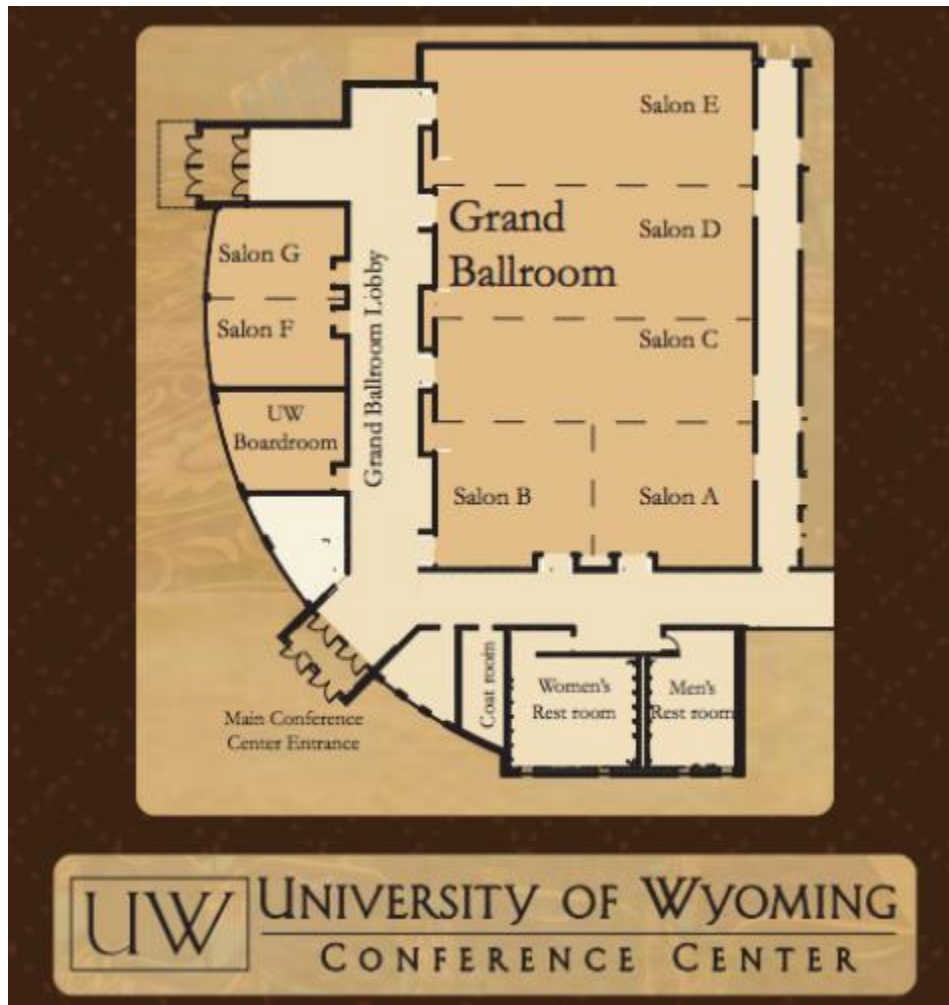 Salon E
Grand
Ballroom
Salon D
Salon G
Salon F
Grand Ballroom Lobby
Salon C
UW
Boardroom
Salon B
Salon A
Coat room
Women's
Rest room
Men's
Rest room
Main Conference
Center Entrance
UW
UNIVERSITY OF WYOMING
CONFERENCE CENTER